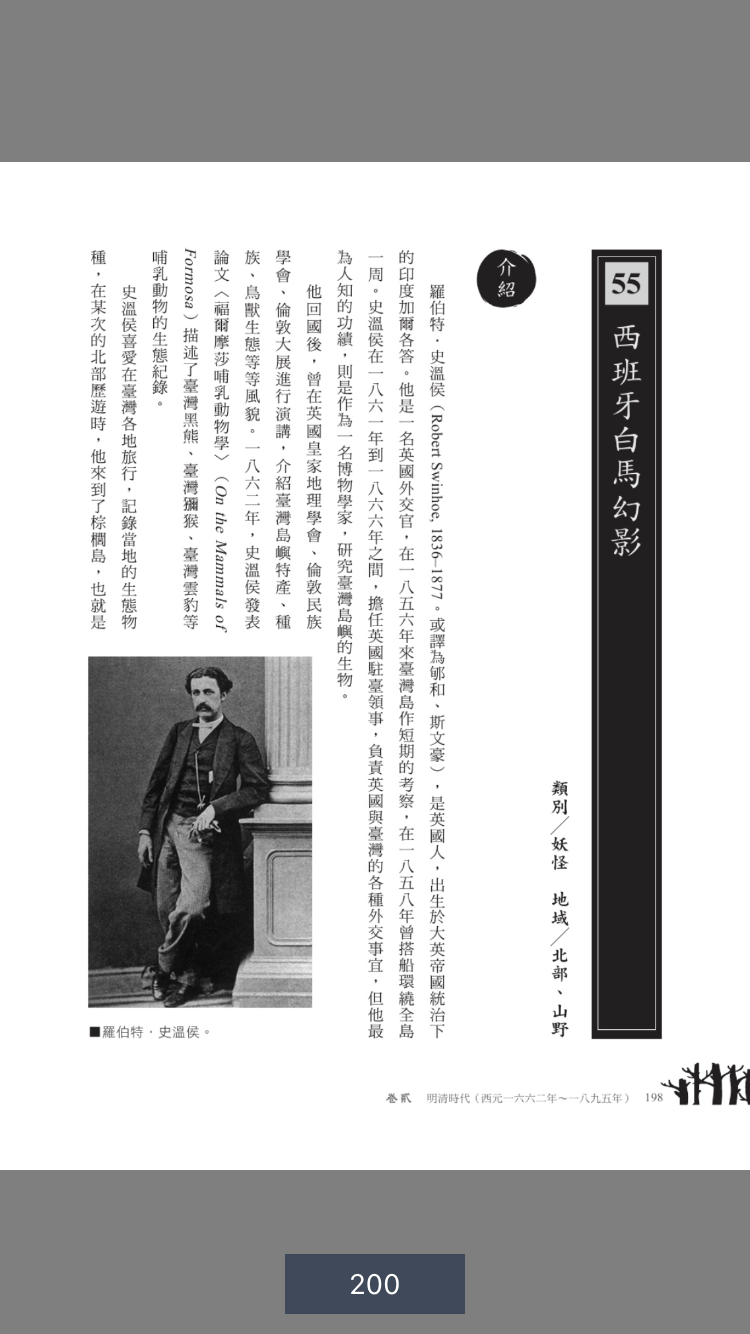 55 西班牙白馬幻影
類別／妖怪　地域／北部、山野
介紹
羅伯特．史溫侯（Robert Swinhoe, 1836–1877。或譯為郇和、斯文豪），是英國人，出生於大英帝國統治下
的印度加爾各答。他是一名英國外交官，在一八五六年來臺灣島作短期的考察，在一八五八年曾搭船環繞全島
一周。史溫侯在一八六一年到一八六六年之間，擔任英國駐臺領事，負責英國與臺灣的各種外交事宜，但他最
為人知的功績，則是作為一名博物學家，研究臺灣島嶼的生物。
他回國後，曾在英國皇家地理學會、倫敦民族
學會、倫敦大展進行演講，介紹臺灣島嶼特產、種
族、鳥獸生態等等風貌。一八六二年，史溫侯發表
論文〈福爾摩莎哺乳動物學〉（On the Mammals of
Formosa）描述了臺灣黑熊、臺灣獼猴、臺灣雲豹等
哺乳動物的生態紀錄。
史溫侯喜愛在臺灣各地旅行，記錄當地的生態物
種，在某次的北部歷遊時，他來到了棕櫚島，也就是
■羅伯特．史溫侯。
卷貳　明清時代（西元一六六二年～一八九五年）　198
200